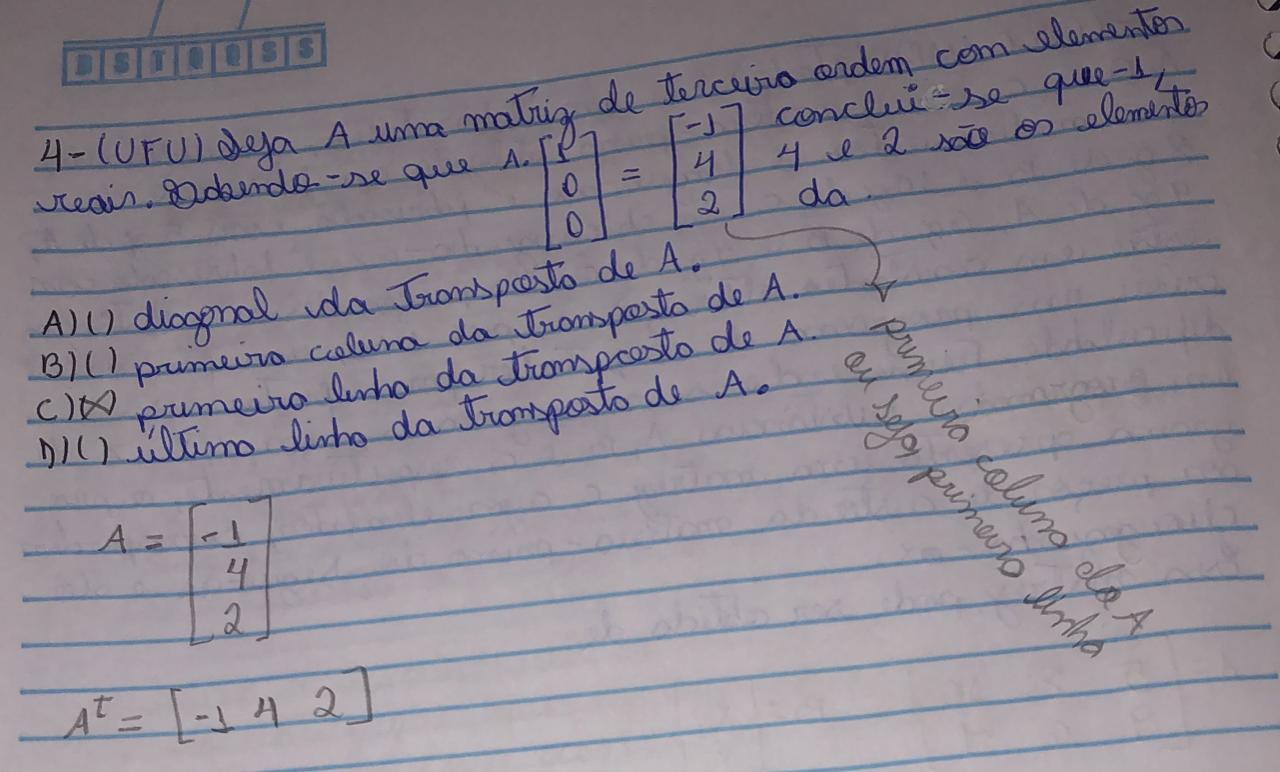 D S T Q Q S S
4-(UFU) Seja A uma matriz de terceira ordem com elementos
reais. Sabendo-se que A. [1 0 0] = [-1 4 2] conclui-se que -1,
4 e 2 são os elementos
da
A) ( ) diagonal da Transposta de A.
B) ( ) primeira coluna da transposta de A.
C) (X) primeira linha da transposta de A.
D) ( ) última linha da transposta de A.
primeira coluna de A
ou seja primeira linha
A = [-1
4
2]
A^t = [-1 4 2]